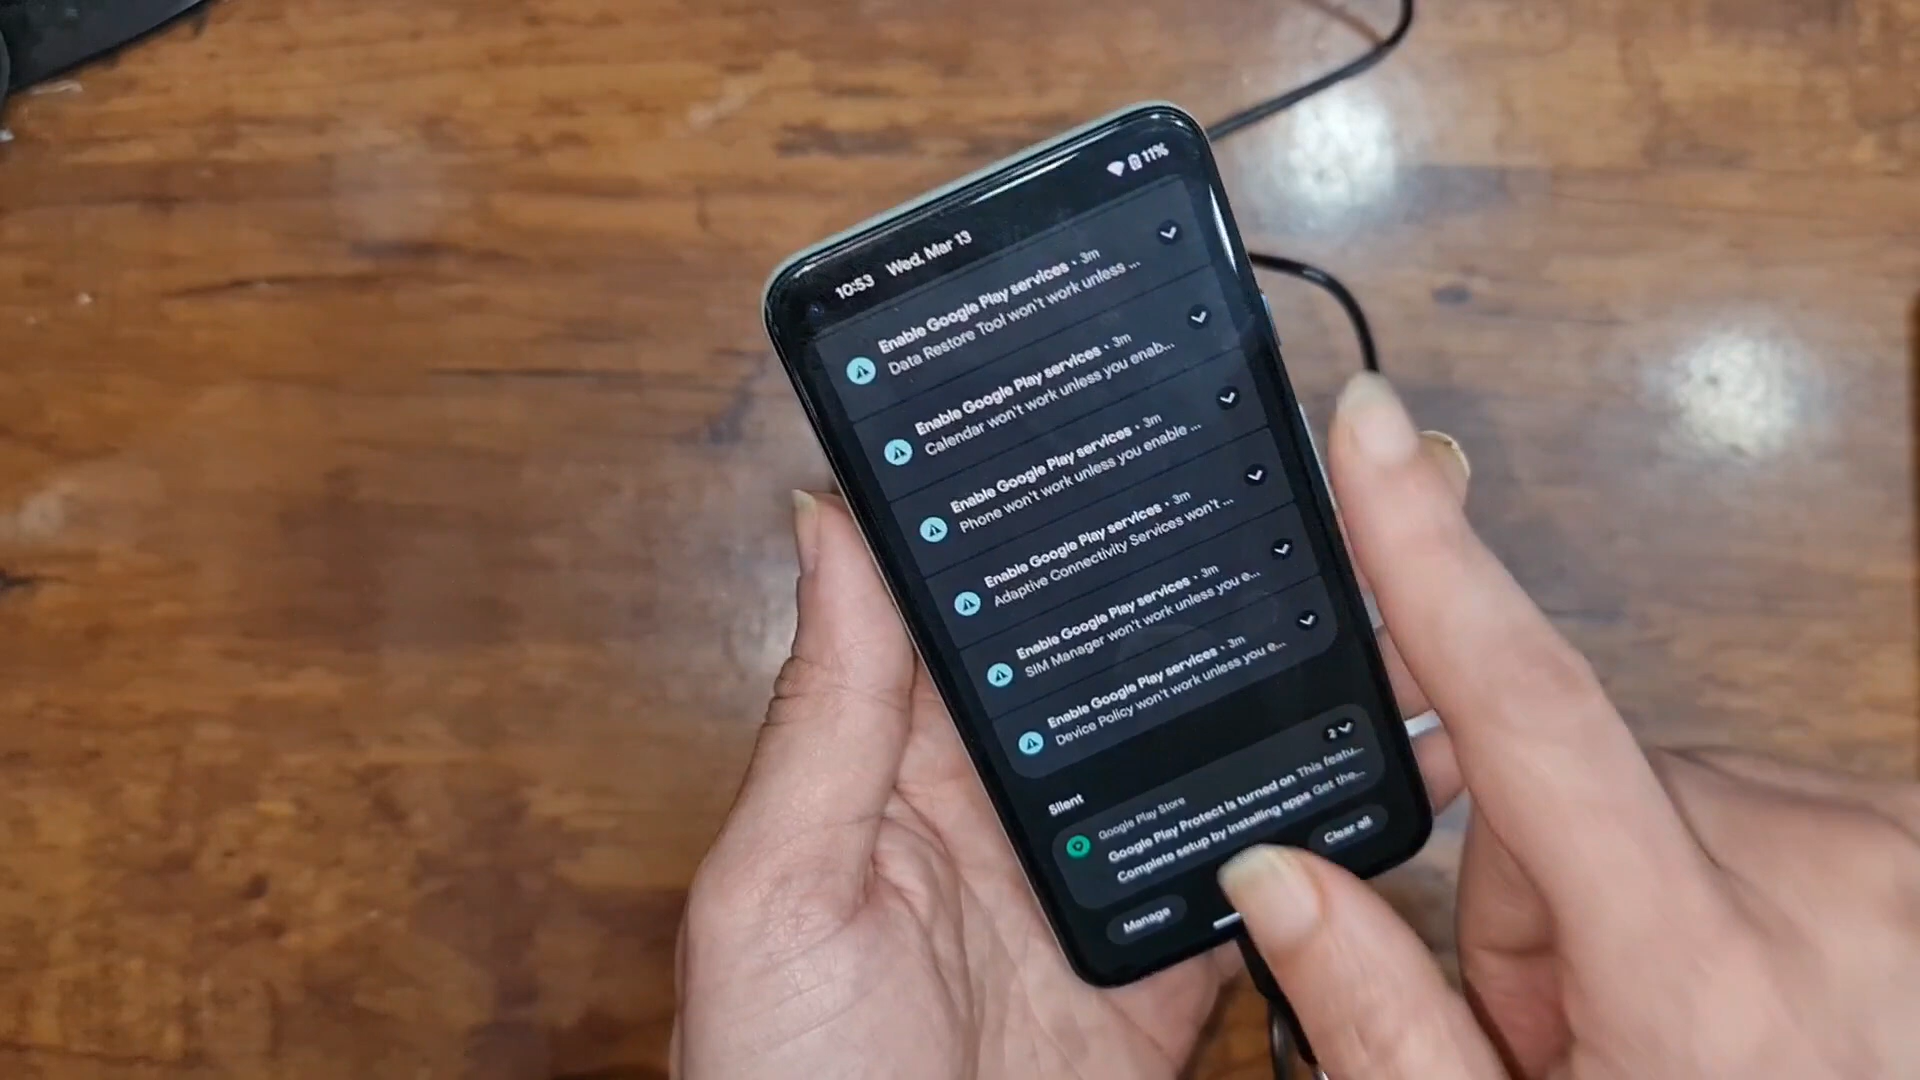 10:53 Wed, Mar 13
11%
Enable Google Play services • 3m
Data Restore Tool won't work unless ...
Enable Google Play services • 3m
Calendar won't work unless you enab...
Enable Google Play services • 3m
Phone won't work unless you enable ...
Enable Google Play services • 3m
Adaptive Connectivity Services won't ...
Enable Google Play services • 3m
SIM Manager won't work unless you e...
Enable Google Play services • 3m
Device Policy won't work unless you e...
Silent
Google Play Store
2
Google Play Protect is turned on This featu...
Complete setup by installing apps Get the...
Manage
Clear all